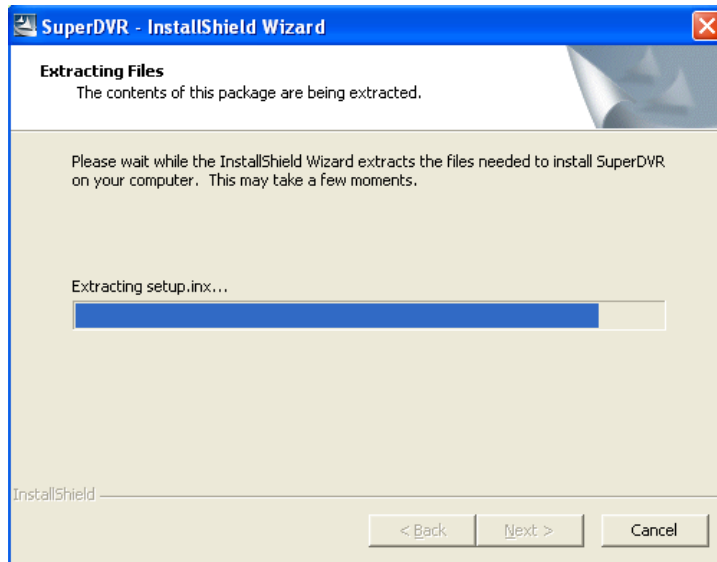 SuperDVR - InstallShield Wizard
Extracting Files
The contents of this package are being extracted.
Please wait while the InstallShield Wizard extracts the files needed to install SuperDVR
on your computer.  This may take a few moments.
Extracting setup.inx...
InstallShield
< Back
Next >
Cancel